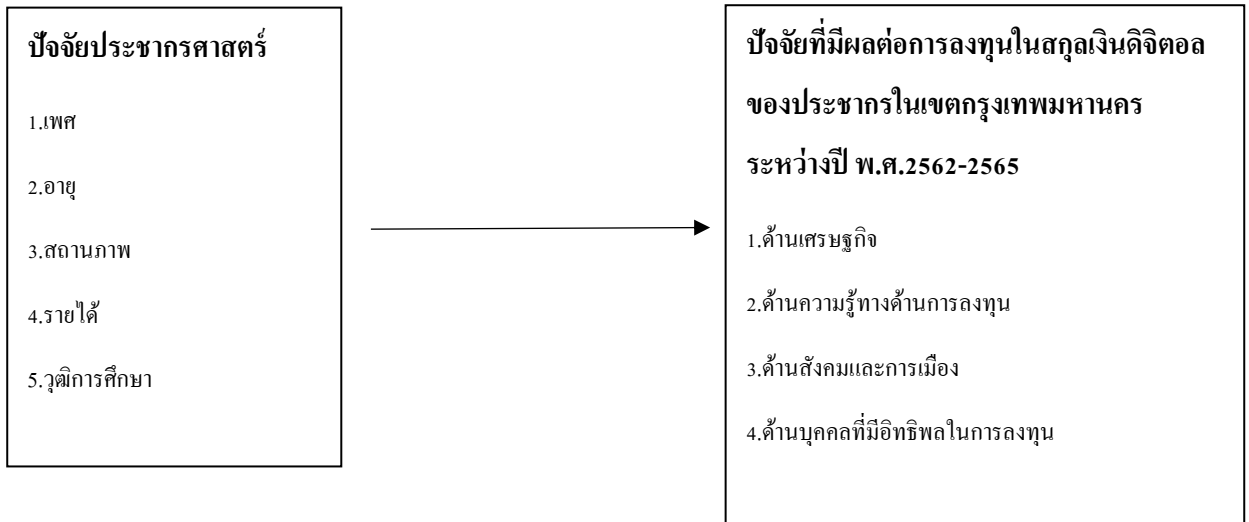 ปัจจัยประชากรศาสตร์
1.เพศ
2.อายุ
3.สถานภาพ
4.รายได้
5.วุฒิการศึกษา
ปัจจัยที่มีผลต่อการลงทุนในสกุลเงินดิจิตอล
ของประชากรในเขตกรุงเทพมหานคร
ระหว่างปี พ.ศ.2562-2565
1.ด้านเศรษฐกิจ
2.ด้านความรู้ทางด้านการลงทุน
3.ด้านสังคมและการเมือง
4.ด้านบุคคลที่มีอิทธิพลในการลงทุน